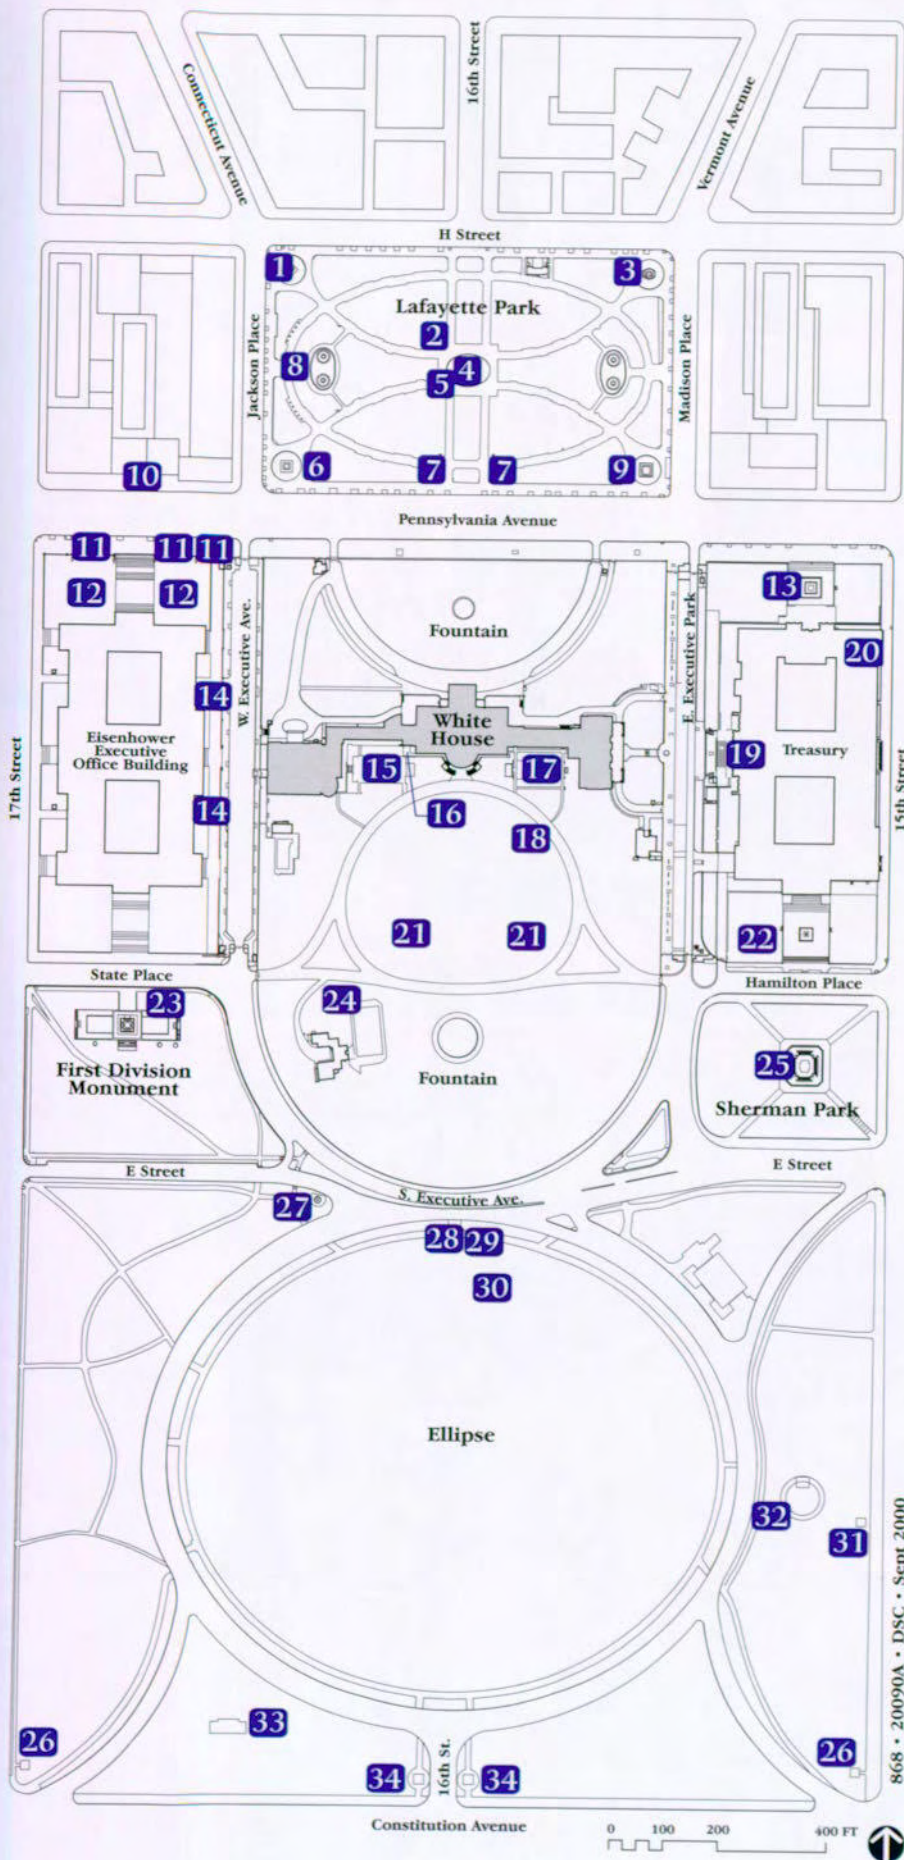 Connecticut Avenue
16th Street
Vermont Avenue
H Street
1
3
Lafayette Park
Jackson Place
Madison Place
2
8
4
5
10
6
7
7
9
Pennsylvania Avenue
11
11
11
12
12
W. Executive Ave.
Fountain
E. Executive Park
13
20
17th Street
Eisenhower
Executive
Office Building
14
14
White
House
15
17
16
18
19
Treasury
15th Street
21
21
22
State Place
Hamilton Place
23
24
First Division
Monument
Fountain
25
Sherman Park
E Street
E Street
S. Executive Ave.
27
28
29
30
Ellipse
32
31
868 • 20090A • DSC • Sept 2000
26
33
26
34
16th St.
34
Constitution Avenue
0 100 200 400 FT